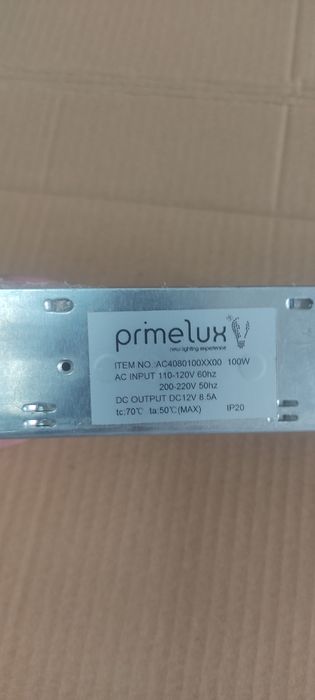 primelux
new lighting experience
ITEM NO.:AC4080100XX00 100W
AC INPUT 110-120V 60hz
200-220V 50hz
DC OUTPUT DC12V 8.5A
tc:70℃ ta:50℃(MAX) IP20